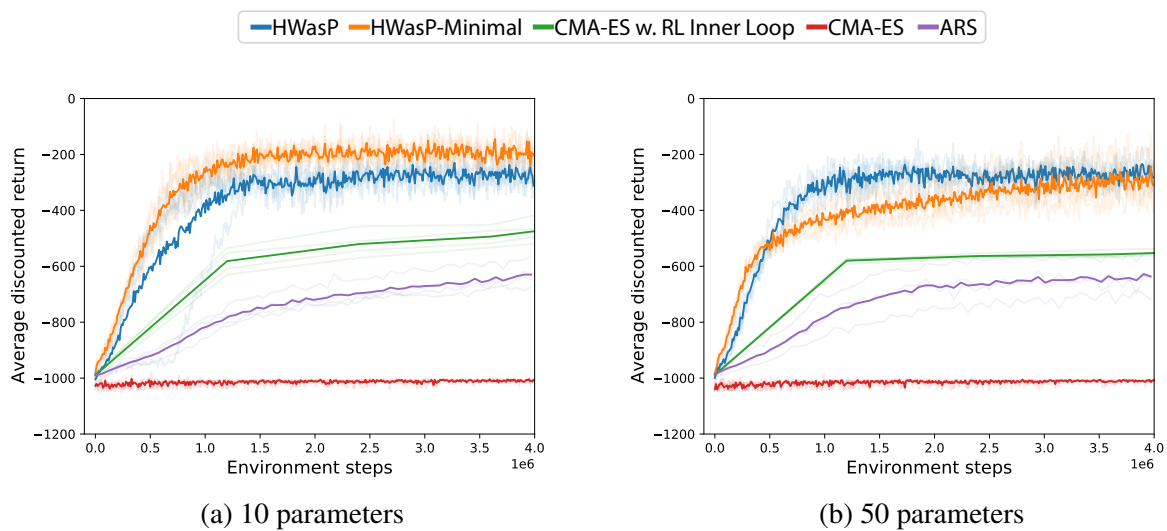 HWasP HWasP-Minimal CMA-ES w. RL Inner Loop CMA-ES ARS
Average discounted return
0
−200
−400
−600
−800
−1000
−1200
0.0 0.5 1.0 1.5 2.0 2.5 3.0 3.5 4.0
1e6
Environment steps
(a) 10 parameters
Average discounted return
0
−200
−400
−600
−800
−1000
−1200
0.0 0.5 1.0 1.5 2.0 2.5 3.0 3.5 4.0
1e6
Environment steps
(b) 50 parameters